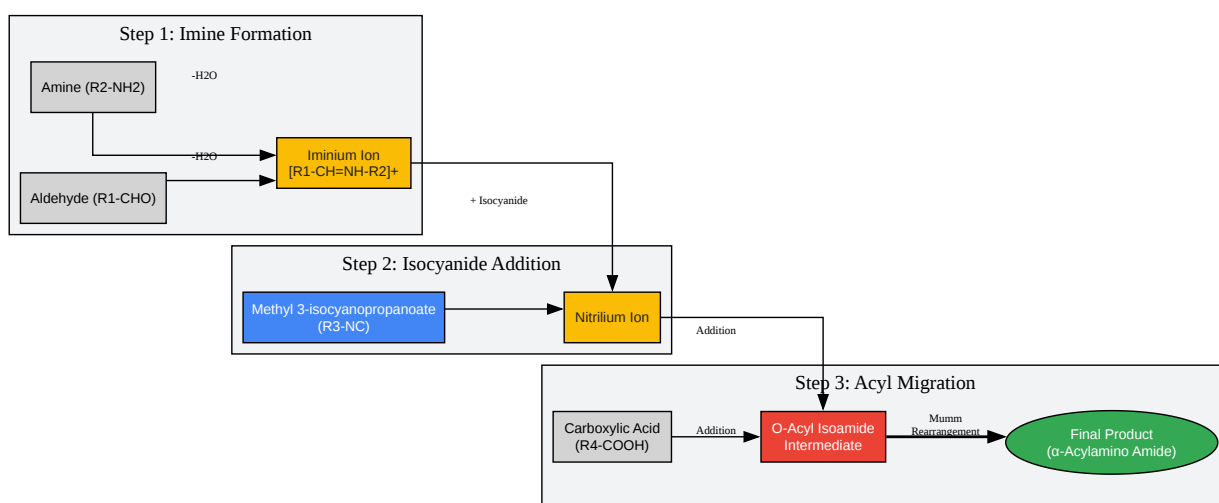 Step 1: Imine Formation
Amine (R2-NH2)
-H2O
-H2O
Iminium Ion
[R1-CH=NH-R2]+
Aldehyde (R1-CHO)
+ Isocyanide
Step 2: Isocyanide Addition
Methyl 3-isocyanopropanoate
(R3-NC)
Nitrilium Ion
Addition
Step 3: Acyl Migration
Carboxylic Acid
(R4-COOH)
Addition
O-Acyl Isoamide
Intermediate
Mumm
Rearrangement
Final Product
(α-Acylamino Amide)